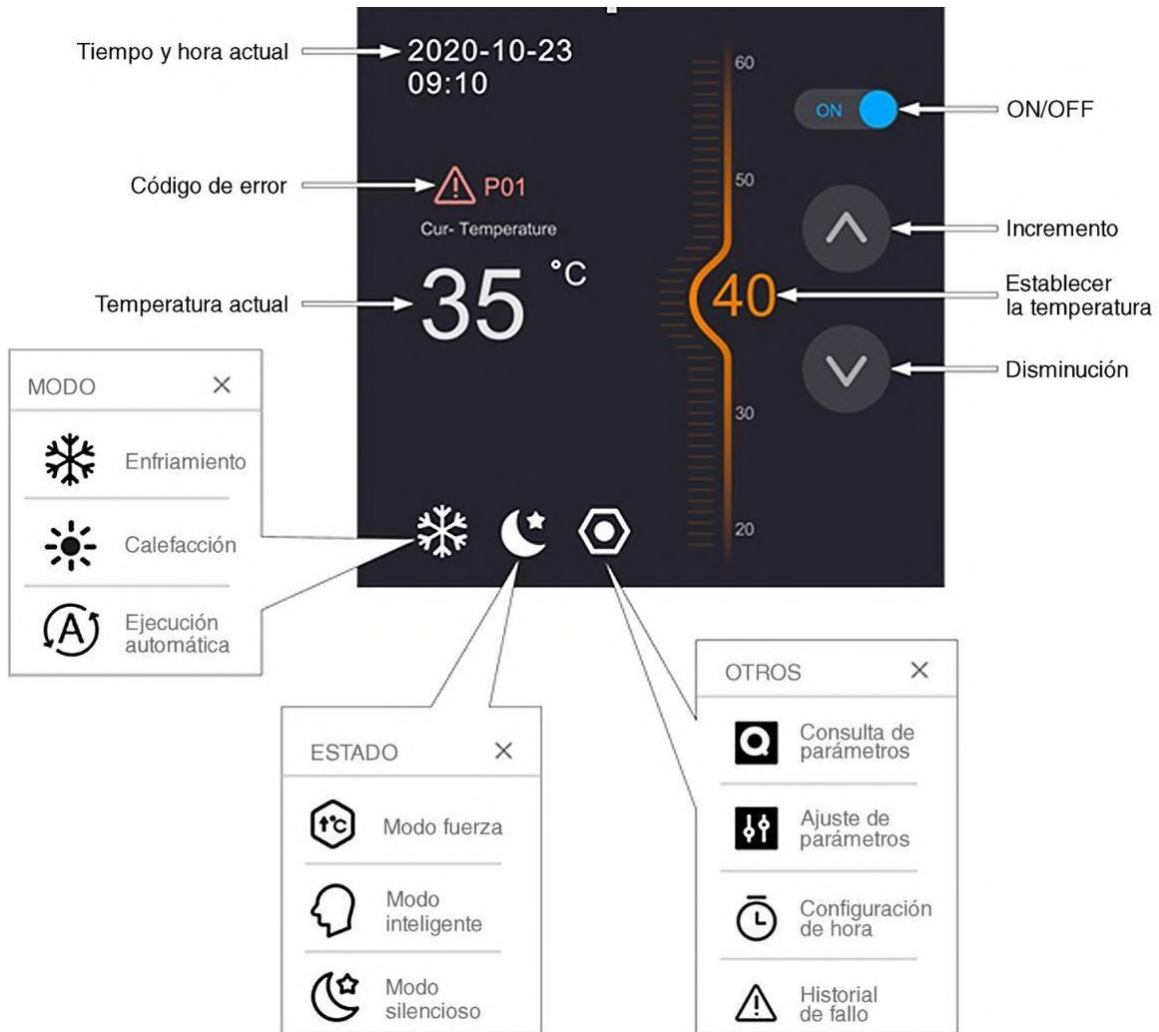 Tiempo y hora actual
2020-10-23
09:10
60
ON
ON/OFF
Código de error
P01
50
Cur- Temperature
Incremento
Temperatura actual
35 °C
40
Establecer
la temperatura
Disminución
30
20
MODO
Enfriamiento
Calefacción
A
Ejecución
automática
ESTADO
°C
Modo fuerza
Modo
inteligente
Modo
silencioso
OTROS
Q
Consulta de
parámetros
Ajuste de
parámetros
Configuración
de hora
Historial
de fallo